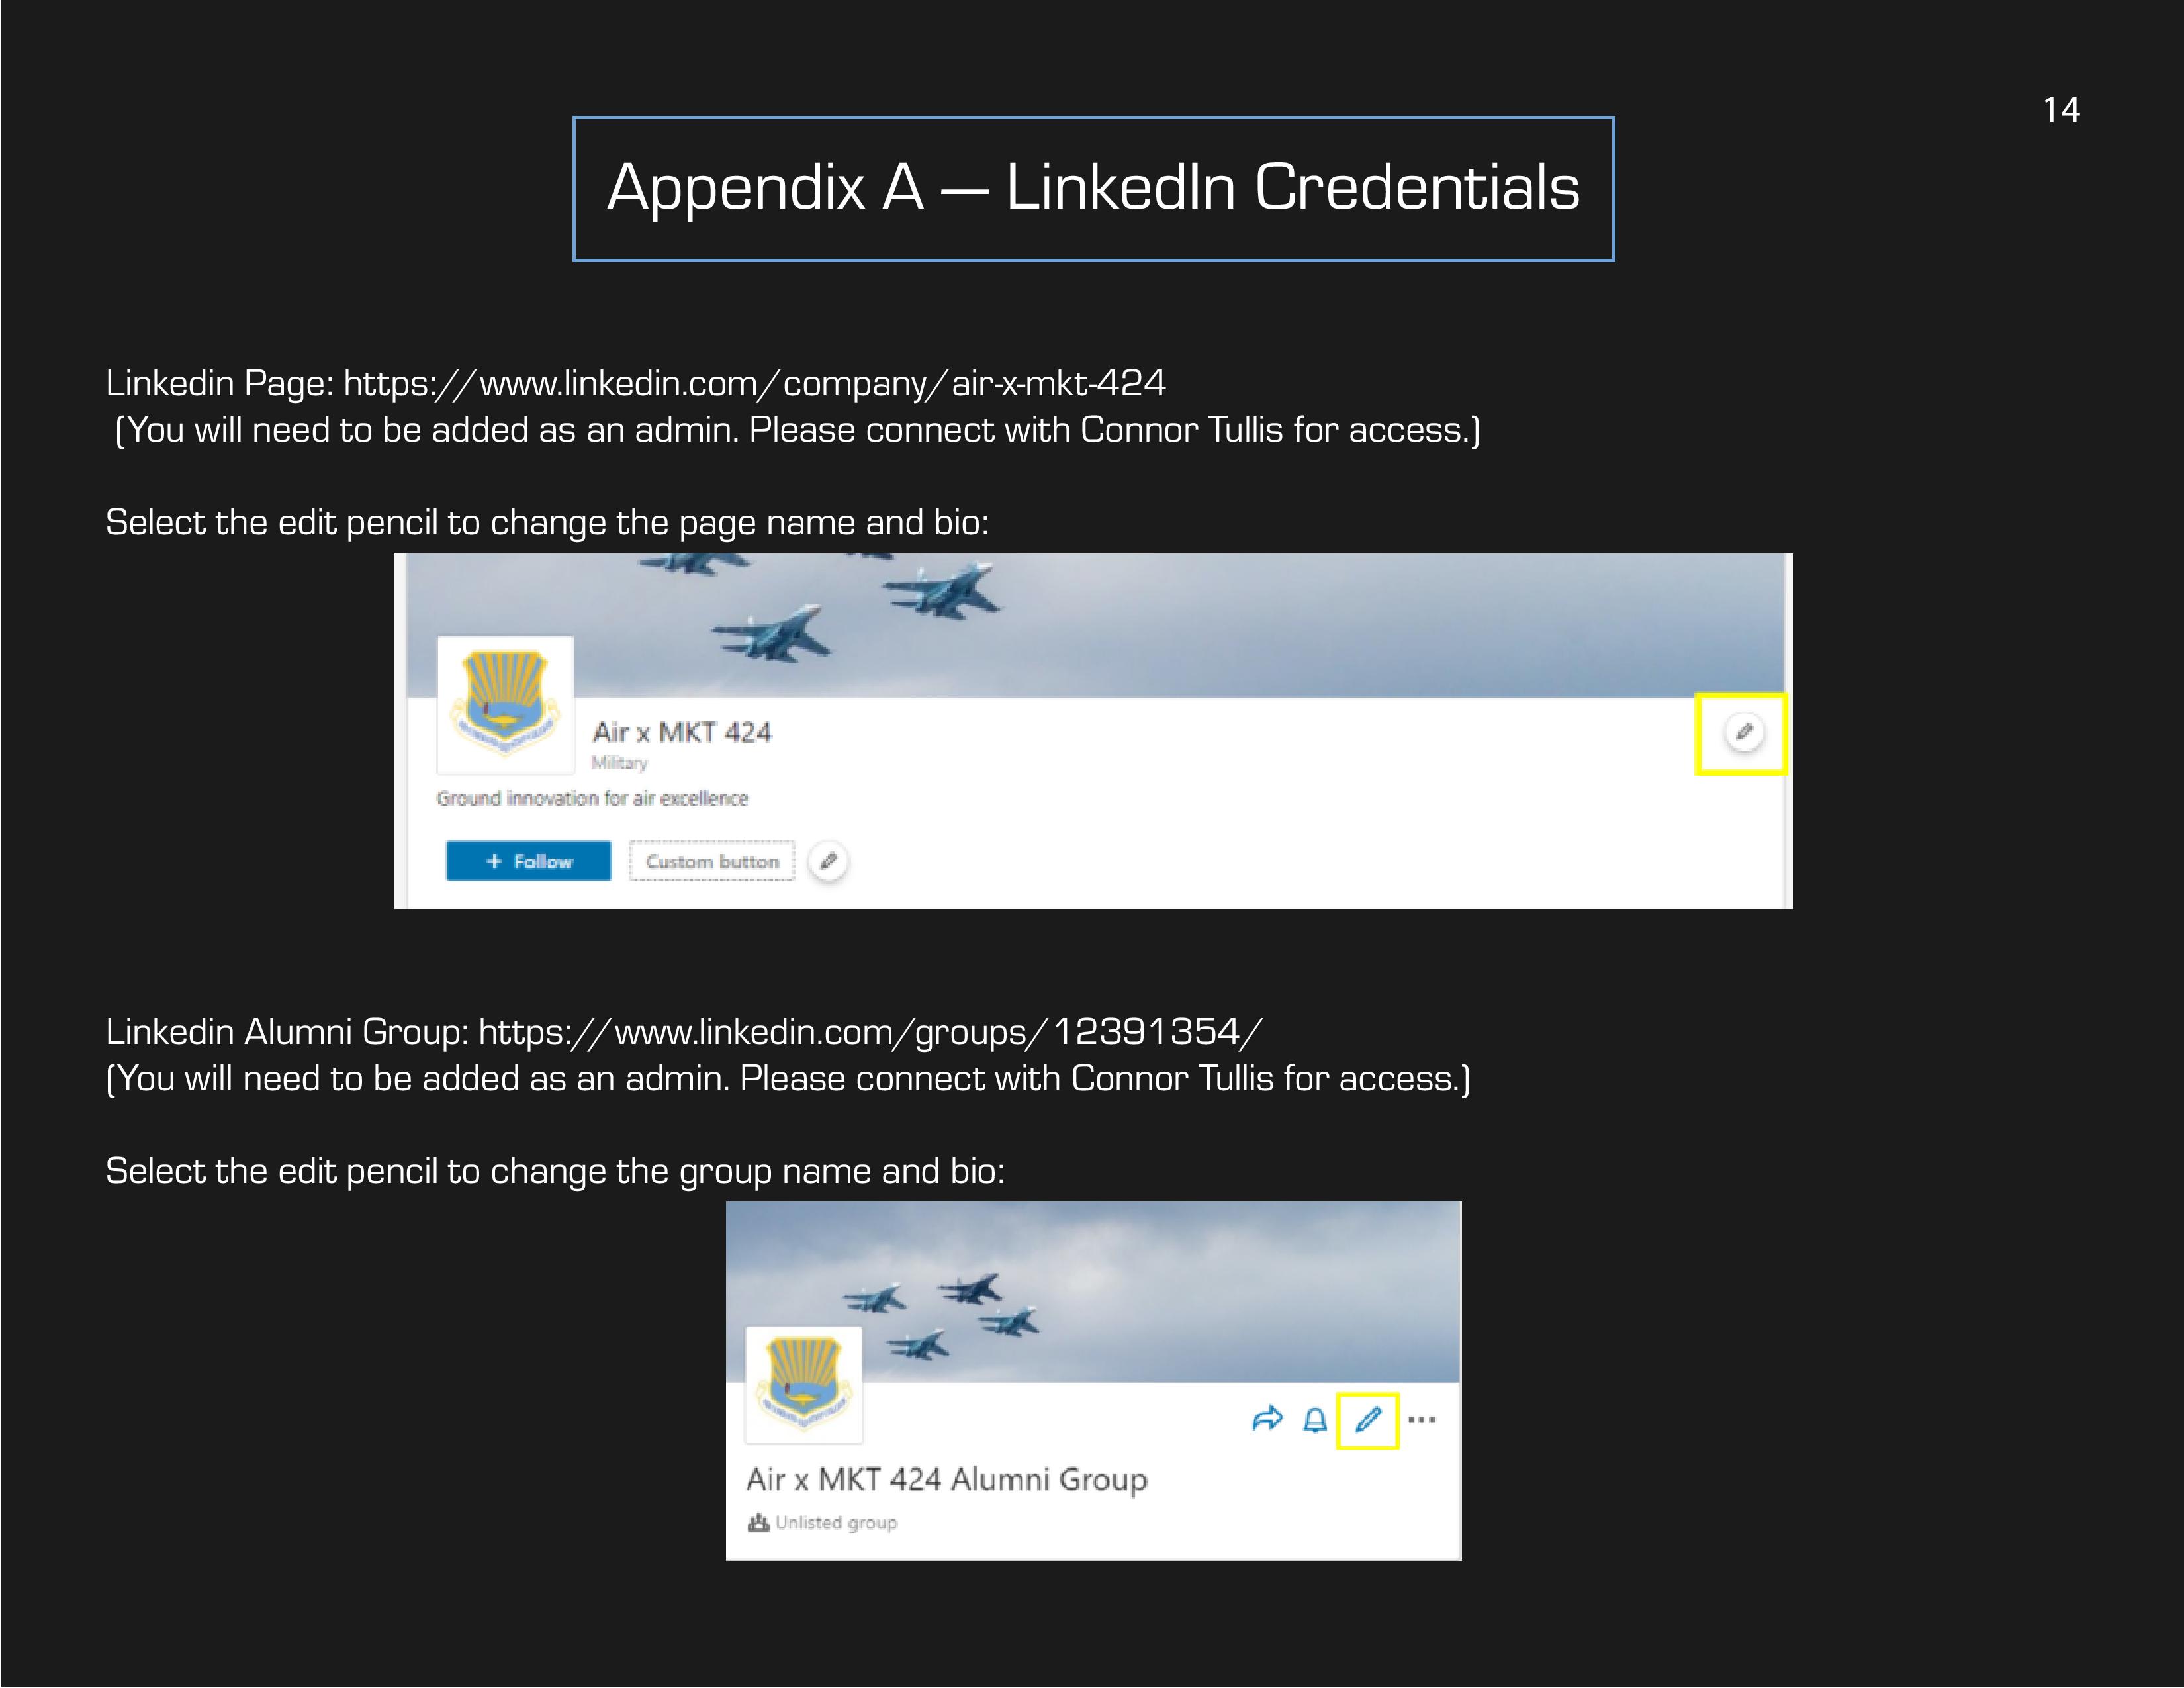 14
Appendix A — LinkedIn Credentials
Linkedin Page: https://www.linkedin.com/company/air-x-mkt-424
(You will need to be added as an admin. Please connect with Connor Tullis for access.)
Select the edit pencil to change the page name and bio:
Air x MKT 424
Military
Ground innovation for air excellence
+ Follow
Custom button
Linkedin Alumni Group: https://www.linkedin.com/groups/12391354/
(You will need to be added as an admin. Please connect with Connor Tullis for access.)
Select the edit pencil to change the group name and bio:
Air x MKT 424 Alumni Group
Unlisted group